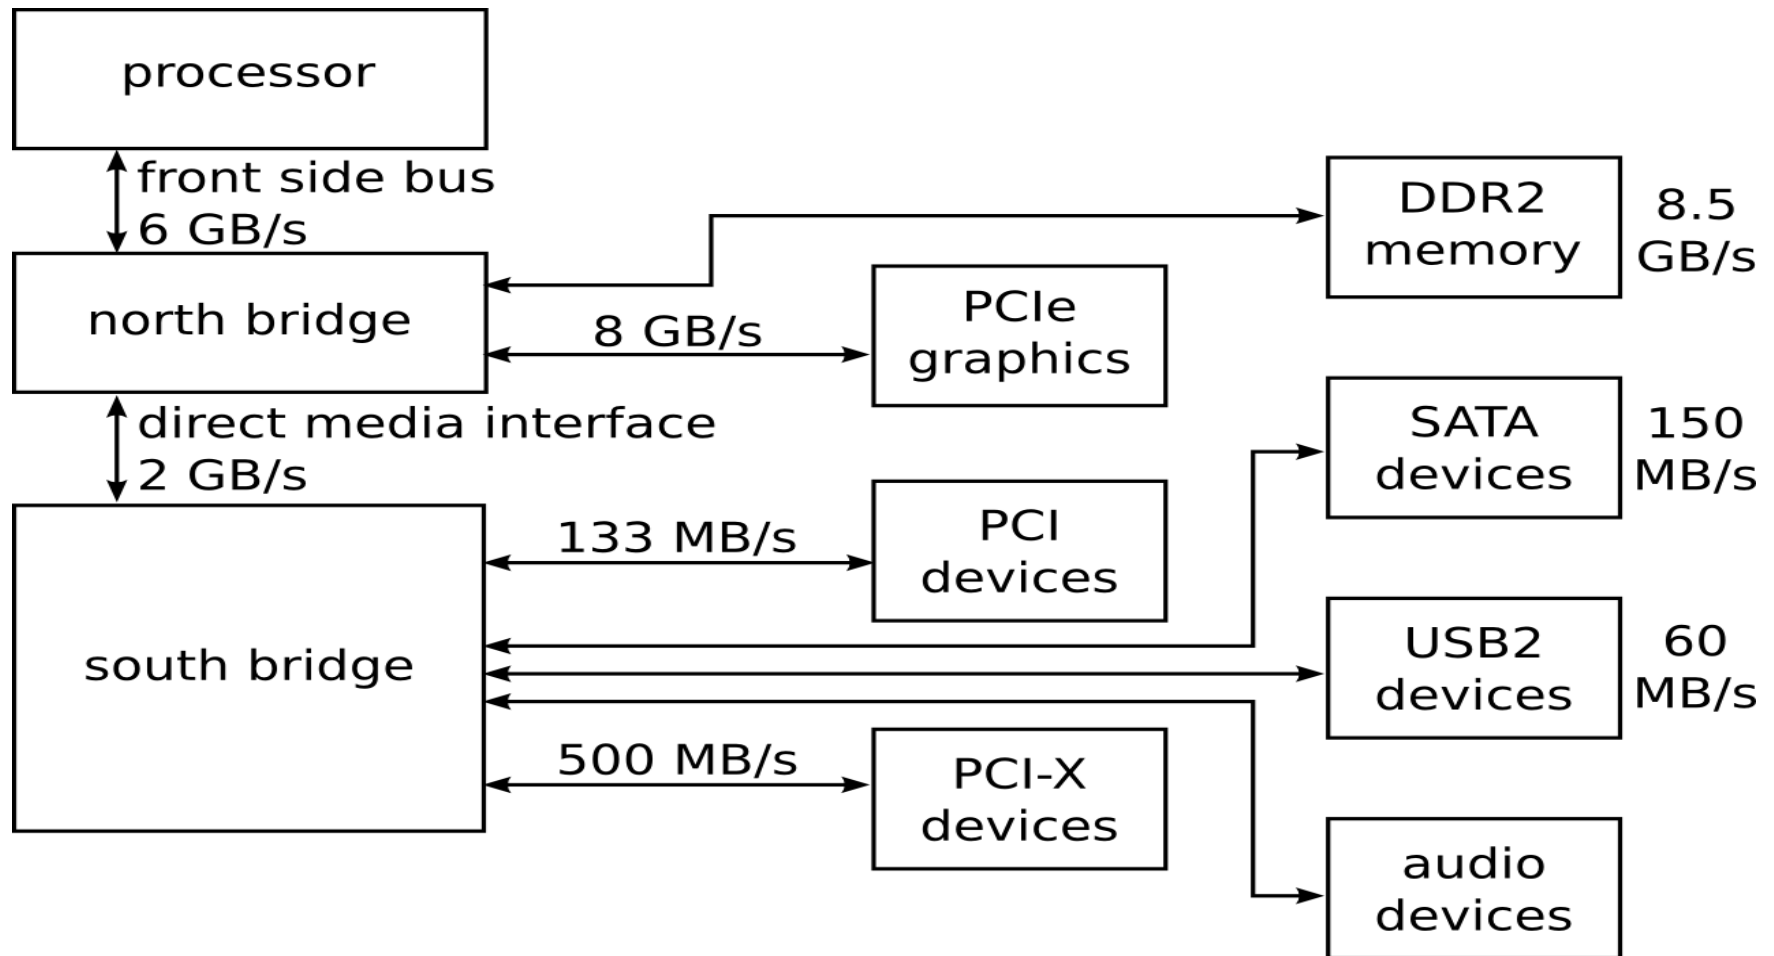 processor
front side bus
6 GB/s
north bridge
8 GB/s
PCIe
graphics
DDR2
memory
8.5
GB/s
direct media interface
2 GB/s
SATA
devices
150
MB/s
133 MB/s
PCI
devices
south bridge
USB2
devices
60
MB/s
500 MB/s
PCI-X
devices
audio
devices